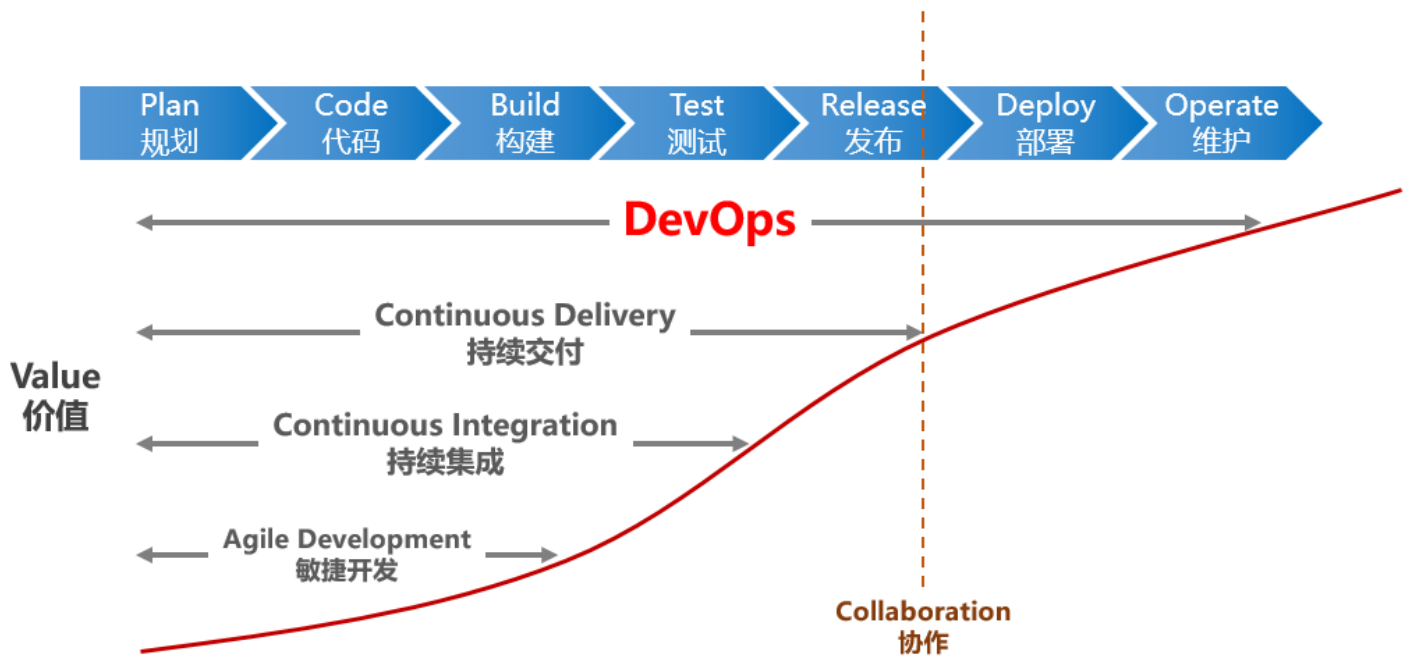 Plan
规划
Code
代码
Build
构建
Test
测试
Release
发布
Deploy
部署
Operate
维护
DevOps
Continuous Delivery
持续交付
Value
价值
Continuous Integration
持续集成
Agile Development
敏捷开发
Collaboration
协作